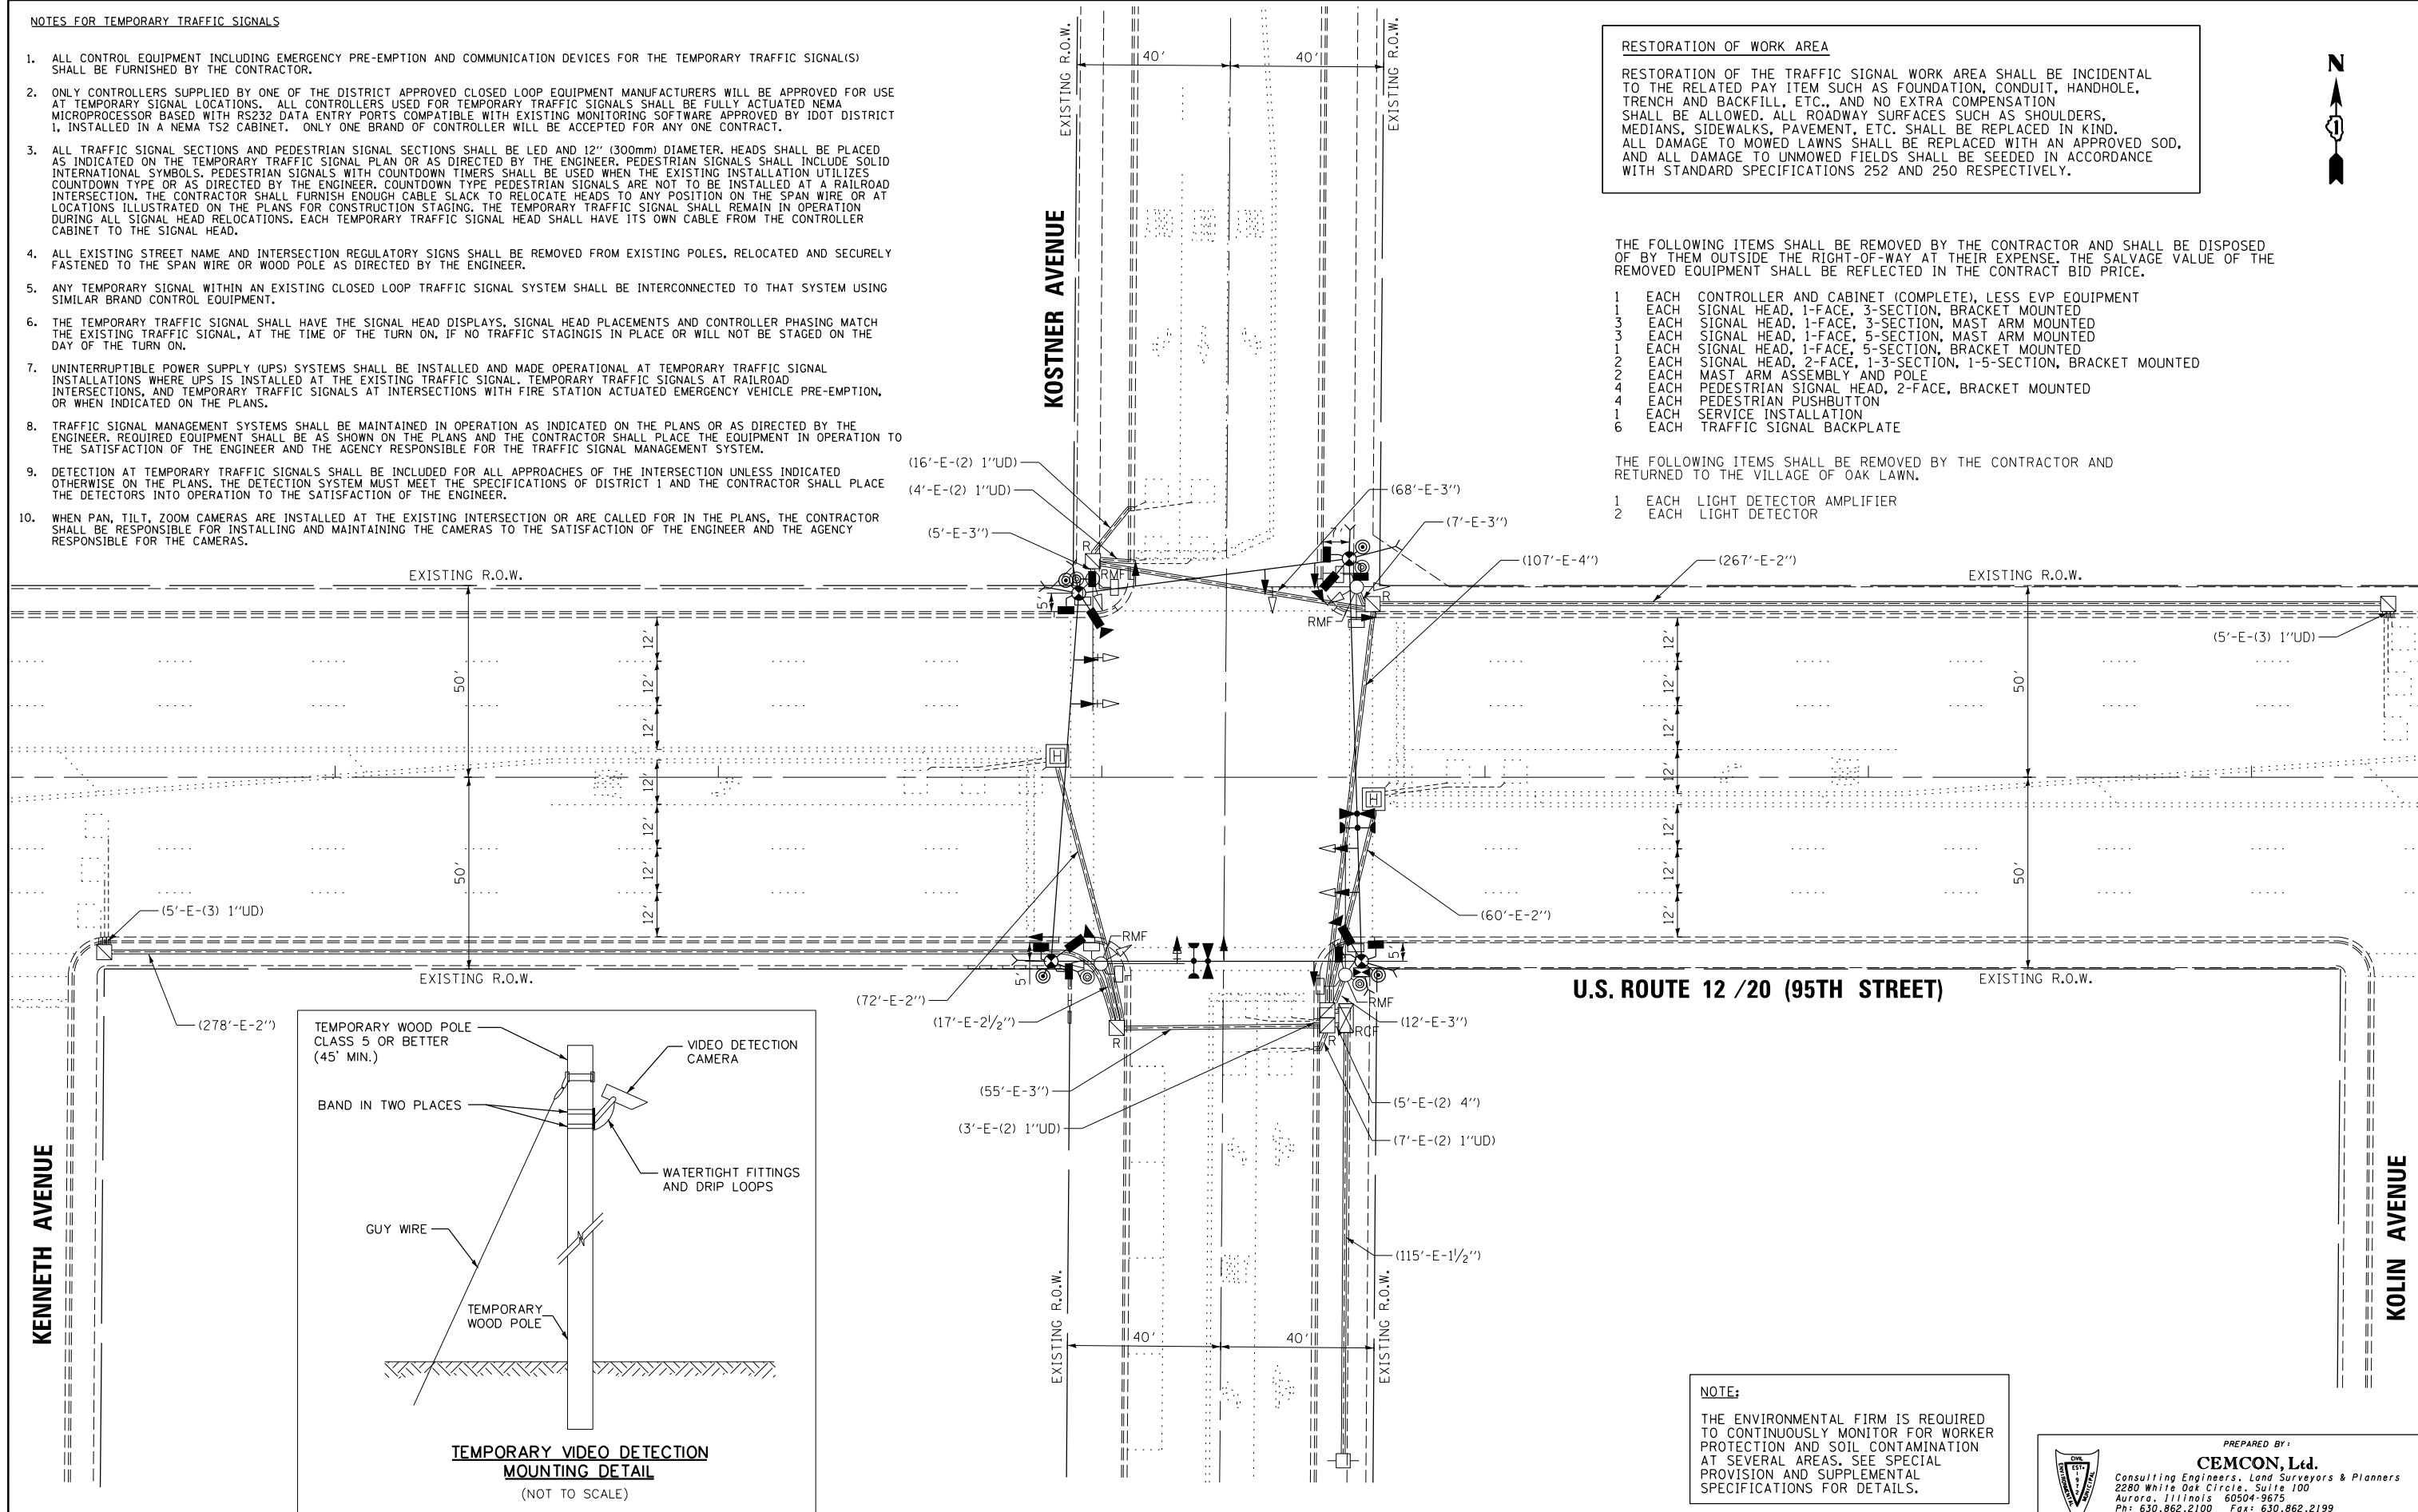 NOTES FOR TEMPORARY TRAFFIC SIGNALS
1. ALL CONTROL EQUIPMENT INCLUDING EMERGENCY PRE-EMPTION AND COMMUNICATION DEVICES FOR THE TEMPORARY TRAFFIC SIGNAL(S)
SHALL BE FURNISHED BY THE CONTRACTOR.
2. ONLY CONTROLLERS SUPPLIED BY ONE OF THE DISTRICT APPROVED CLOSED LOOP EQUIPMENT MANUFACTURERS WILL BE APPROVED FOR USE
AT TEMPORARY SIGNAL LOCATIONS. ALL CONTROLLERS USED FOR TEMPORARY TRAFFIC SIGNALS SHALL BE FULLY ACTUATED NEMA
MICROPROCESSOR BASED WITH RS232 DATA ENTRY PORTS COMPATIBLE WITH EXISTING MONITORING SOFTWARE APPROVED BY IDOT DISTRICT
1, INSTALLED IN A NEMA TS2 CABINET. ONLY ONE BRAND OF CONTROLLER WILL BE ACCEPTED FOR ANY ONE CONTRACT.
3. ALL TRAFFIC SIGNAL SECTIONS AND PEDESTRIAN SIGNAL SECTIONS SHALL BE LED AND 12'' (300mm) DIAMETER. HEADS SHALL BE PLACED
AS INDICATED ON THE TEMPORARY TRAFFIC SIGNAL PLAN OR AS DIRECTED BY THE ENGINEER. PEDESTRIAN SIGNALS SHALL INCLUDE SOLID
INTERNATIONAL SYMBOLS. PEDESTRIAN SIGNALS WITH COUNTDOWN TIMERS SHALL BE USED WHEN THE EXISTING INSTALLATION UTILIZES
COUNTDOWN TYPE OR AS DIRECTED BY THE ENGINEER. COUNTDOWN TYPE PEDESTRIAN SIGNALS ARE NOT TO BE INSTALLED AT A RAILROAD
INTERSECTION. THE CONTRACTOR SHALL FURNISH ENOUGH CABLE SLACK TO RELOCATE HEADS TO ANY POSITION ON THE SPAN WIRE OR AT
LOCATIONS ILLUSTRATED ON THE PLANS FOR CONSTRUCTION STAGING. THE TEMPORARY TRAFFIC SIGNAL SHALL REMAIN IN OPERATION
DURING ALL SIGNAL HEAD RELOCATIONS. EACH TEMPORARY TRAFFIC SIGNAL HEAD SHALL HAVE ITS OWN CABLE FROM THE CONTROLLER
CABINET TO THE SIGNAL HEAD.
4. ALL EXISTING STREET NAME AND INTERSECTION REGULATORY SIGNS SHALL BE REMOVED FROM EXISTING POLES, RELOCATED AND SECURELY
FASTENED TO THE SPAN WIRE OR WOOD POLE AS DIRECTED BY THE ENGINEER.
5. ANY TEMPORARY SIGNAL WITHIN AN EXISTING CLOSED LOOP TRAFFIC SIGNAL SYSTEM SHALL BE INTERCONNECTED TO THAT SYSTEM USING
SIMILAR BRAND CONTROL EQUIPMENT.
6. THE TEMPORARY TRAFFIC SIGNAL SHALL HAVE THE SIGNAL HEAD DISPLAYS, SIGNAL HEAD PLACEMENTS AND CONTROLLER PHASING MATCH
THE EXISTING TRAFFIC SIGNAL, AT THE TIME OF THE TURN ON, IF NO TRAFFIC STAGINGIS IN PLACE OR WILL NOT BE STAGED ON THE
DAY OF THE TURN ON.
7. UNINTERRUPTIBLE POWER SUPPLY (UPS) SYSTEMS SHALL BE INSTALLED AND MADE OPERATIONAL AT TEMPORARY TRAFFIC SIGNAL
INSTALLATIONS WHERE UPS IS INSTALLED AT THE EXISTING TRAFFIC SIGNAL. TEMPORARY TRAFFIC SIGNALS AT RAILROAD
INTERSECTIONS, AND TEMPORARY TRAFFIC SIGNALS AT INTERSECTIONS WITH FIRE STATION ACTUATED EMERGENCY VEHICLE PRE-EMPTION,
OR WHEN INDICATED ON THE PLANS.
8. TRAFFIC SIGNAL MANAGEMENT SYSTEMS SHALL BE MAINTAINED IN OPERATION AS INDICATED ON THE PLANS OR AS DIRECTED BY THE
ENGINEER. REQUIRED EQUIPMENT SHALL BE AS SHOWN ON THE PLANS AND THE CONTRACTOR SHALL PLACE THE EQUIPMENT IN OPERATION TO
THE SATISFACTION OF THE ENGINEER AND THE AGENCY RESPONSIBLE FOR THE TRAFFIC SIGNAL MANAGEMENT SYSTEM.
9. DETECTION AT TEMPORARY TRAFFIC SIGNALS SHALL BE INCLUDED FOR ALL APPROACHES OF THE INTERSECTION UNLESS INDICATED
OTHERWISE ON THE PLANS. THE DETECTION SYSTEM MUST MEET THE SPECIFICATIONS OF DISTRICT 1 AND THE CONTRACTOR SHALL PLACE
THE DETECTORS INTO OPERATION TO THE SATISFACTION OF THE ENGINEER.
10. WHEN PAN, TILT, ZOOM CAMERAS ARE INSTALLED AT THE EXISTING INTERSECTION OR ARE CALLED FOR IN THE PLANS, THE CONTRACTOR
SHALL BE RESPONSIBLE FOR INSTALLING AND MAINTAINING THE CAMERAS TO THE SATISFACTION OF THE ENGINEER AND THE AGENCY
RESPONSIBLE FOR THE CAMERAS.
RESTORATION OF WORK AREA
RESTORATION OF THE TRAFFIC SIGNAL WORK AREA SHALL BE INCIDENTAL
TO THE RELATED PAY ITEM SUCH AS FOUNDATION, CONDUIT, HANDHOLE,
TRENCH AND BACKFILL, ETC., AND NO EXTRA COMPENSATION
SHALL BE ALLOWED. ALL ROADWAY SURFACES SUCH AS SHOULDERS,
MEDIANS, SIDEWALKS, PAVEMENT, ETC. SHALL BE REPLACED IN KIND.
ALL DAMAGE TO MOWED LAWNS SHALL BE REPLACED WITH AN APPROVED SOD,
AND ALL DAMAGE TO UNMOWED FIELDS SHALL BE SEEDED IN ACCORDANCE
WITH STANDARD SPECIFICATIONS 252 AND 250 RESPECTIVELY.
N
1
THE FOLLOWING ITEMS SHALL BE REMOVED BY THE CONTRACTOR AND SHALL BE DISPOSED
OF BY THEM OUTSIDE THE RIGHT-OF-WAY AT THEIR EXPENSE. THE SALVAGE VALUE OF THE
REMOVED EQUIPMENT SHALL BE REFLECTED IN THE CONTRACT BID PRICE.
1 EACH CONTROLLER AND CABINET (COMPLETE), LESS EVP EQUIPMENT
1 EACH SIGNAL HEAD, 1-FACE, 3-SECTION, BRACKET MOUNTED
3 EACH SIGNAL HEAD, 1-FACE, 3-SECTION, MAST ARM MOUNTED
3 EACH SIGNAL HEAD, 1-FACE, 5-SECTION, MAST ARM MOUNTED
1 EACH SIGNAL HEAD, 1-FACE, 5-SECTION, BRACKET MOUNTED
2 EACH SIGNAL HEAD, 2-FACE, 1-3-SECTION, 1-5-SECTION, BRACKET MOUNTED
2 EACH MAST ARM ASSEMBLY AND POLE
4 EACH PEDESTRIAN SIGNAL HEAD, 2-FACE, BRACKET MOUNTED
4 EACH PEDESTRIAN PUSHBUTTON
1 EACH SERVICE INSTALLATION
6 EACH TRAFFIC SIGNAL BACKPLATE
THE FOLLOWING ITEMS SHALL BE REMOVED BY THE CONTRACTOR AND
RETURNED TO THE VILLAGE OF OAK LAWN.
1 EACH LIGHT DETECTOR AMPLIFIER
2 EACH LIGHT DETECTOR
EXISTING R.O.W.
40'
40'
EXISTING R.O.W.
KOSTNER AVENUE
(16'-E-(2) 1''UD)
(4'-E-(2) 1''UD)
(5'-E-3'')
(68'-E-3'')
(7'-E-3'')
(107'-E-4'')
(267'-E-2'')
(5'-E-(3) 1''UD)
EXISTING R.O.W.
EXISTING R.O.W.
R
RMF
5'
7'
R
RMF
50'
50'
12'
12'
12'
12'
12'
12'
12'
H
H
12'
12'
12'
12'
12'
12'
12'
50'
50'
(5'-E-(3) 1''UD)
(278'-E-2'')
EXISTING R.O.W.
(72'-E-2'')
(17'-E-2 1/2'')
(55'-E-3'')
(3'-E-(2) 1''UD)
RMF
5'
R
(60'-E-2'')
5'
RMF
RCF
R
(12'-E-3'')
(5'-E-(2) 4'')
(7'-E-(2) 1''UD)
(115'-E-1 1/2'')
U.S. ROUTE 12 /20 (95TH STREET)
EXISTING R.O.W.
EXISTING R.O.W.
40'
40'
EXISTING R.O.W.
KENNETH AVENUE
KOLIN AVENUE
TEMPORARY WOOD POLE
CLASS 5 OR BETTER
(45' MIN.)
VIDEO DETECTION
CAMERA
BAND IN TWO PLACES
WATERTIGHT FITTINGS
AND DRIP LOOPS
GUY WIRE
TEMPORARY
WOOD POLE
TEMPORARY VIDEO DETECTION
MOUNTING DETAIL
(NOT TO SCALE)
NOTE:
THE ENVIRONMENTAL FIRM IS REQUIRED
TO CONTINUOUSLY MONITOR FOR WORKER
PROTECTION AND SOIL CONTAMINATION
AT SEVERAL AREAS. SEE SPECIAL
PROVISION AND SUPPLEMENTAL
SPECIFICATIONS FOR DETAILS.
PREPARED BY:
CEMCON, Ltd.
Consulting Engineers, Land Surveyors & Planners
2280 White Oak Circle, Suite 100
Aurora, Illinois 60504-9675
Ph: 630.862.2100 Fax: 630.862.2199
CIVIL
ENVIRONMENTAL
MUNICIPAL
EST.
1972